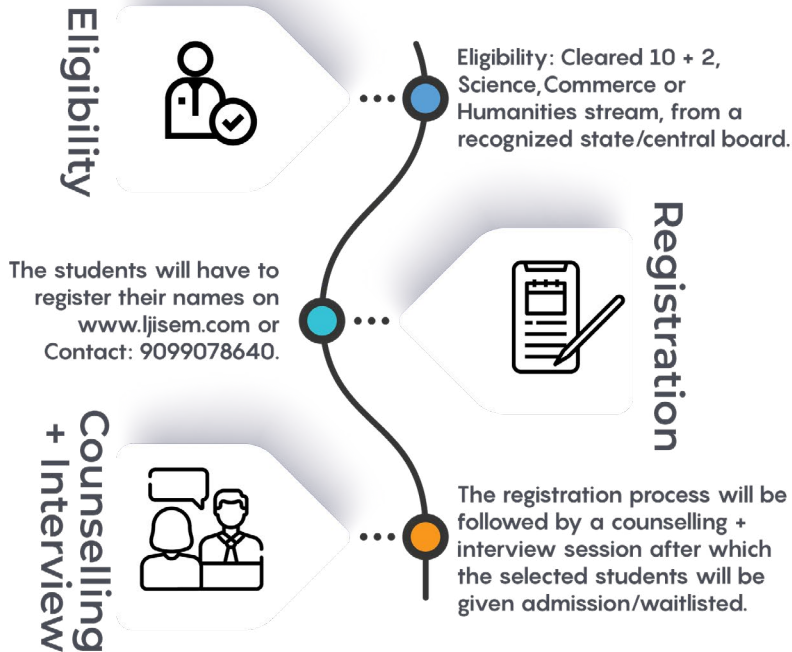 Eligibility
Eligibility: Cleared 10 + 2,
Science, Commerce or
Humanities stream, from a
recognized state/central board.
Registration
The students will have to
register their names on
www.ljisem.com or
Contact: 9099078640.
Counselling
+ Interview
The registration process will be
followed by a counselling +
interview session after which
the selected students will be
given admission/waitlisted.